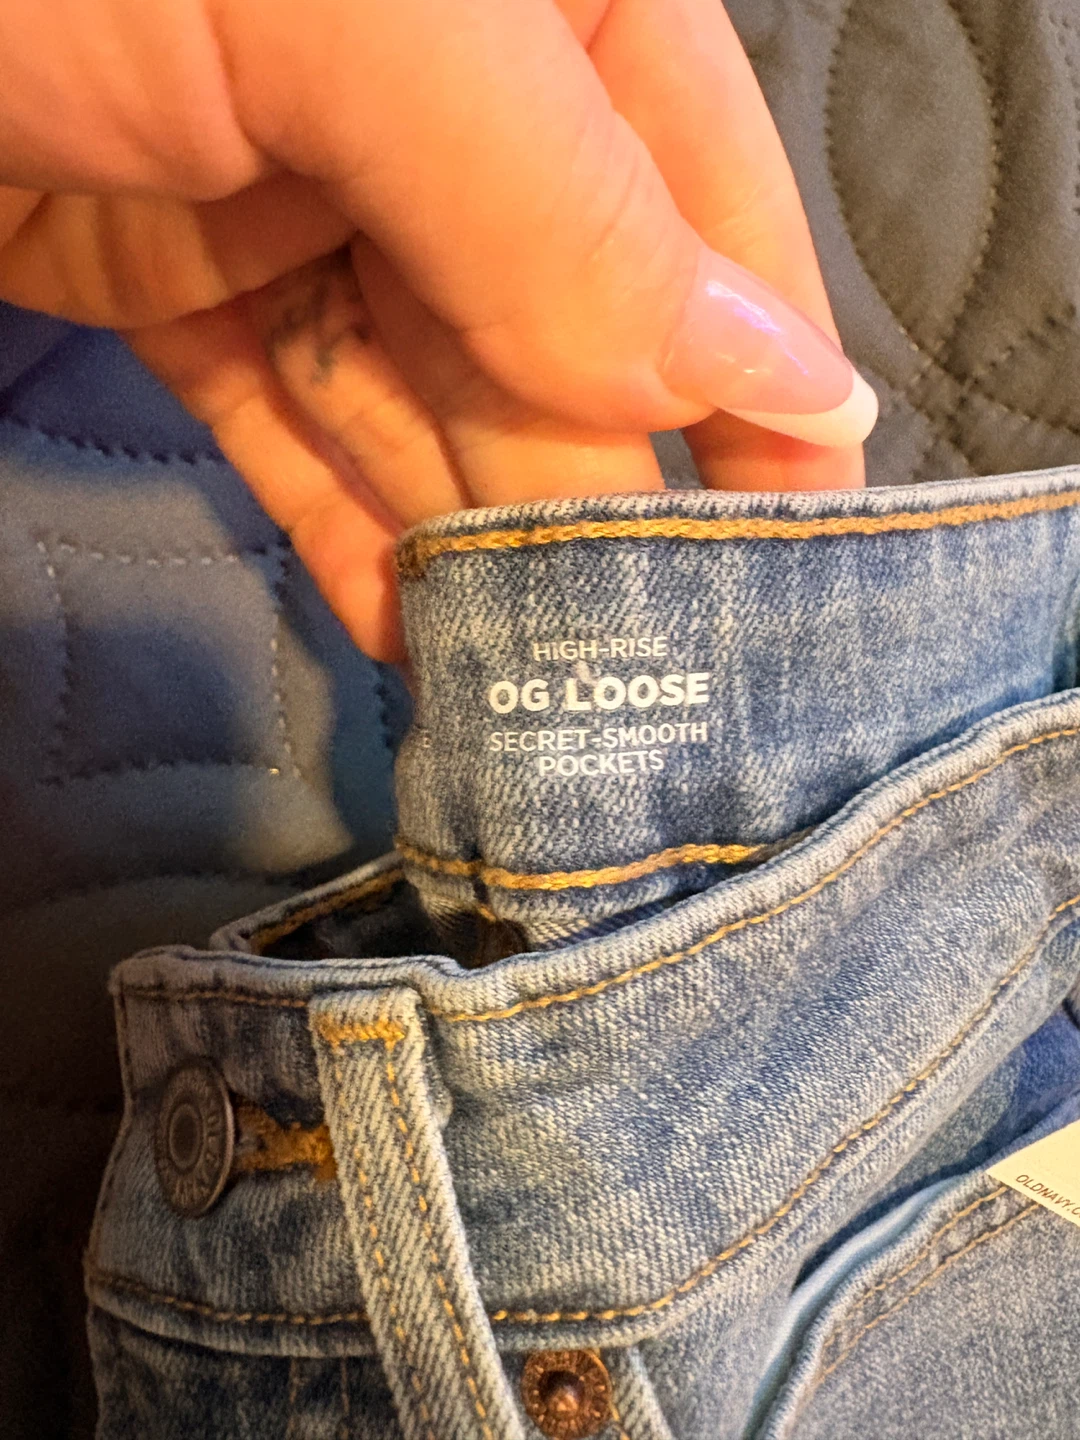 HIGH-RISE
OG LOOSE
SECRET-SMOOTH
POCKETS
OLDNAVY.C